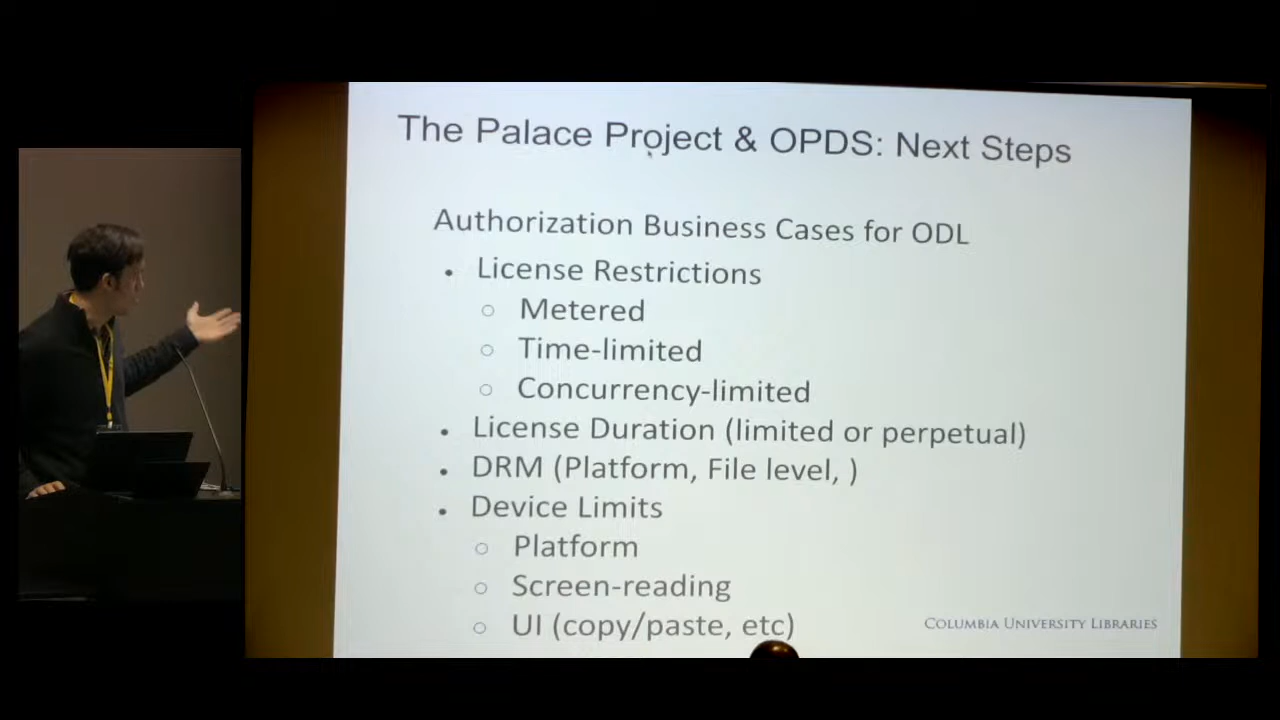 The Palace Project & OPDS: Next Steps
Authorization Business Cases for ODL
• License Restrictions
○ Metered
○ Time-limited
○ Concurrency-limited
• License Duration (limited or perpetual)
• DRM (Platform, File level, )
• Device Limits
○ Platform
○ Screen-reading
○ UI (copy/paste, etc)
COLUMBIA UNIVERSITY LIBRARIES